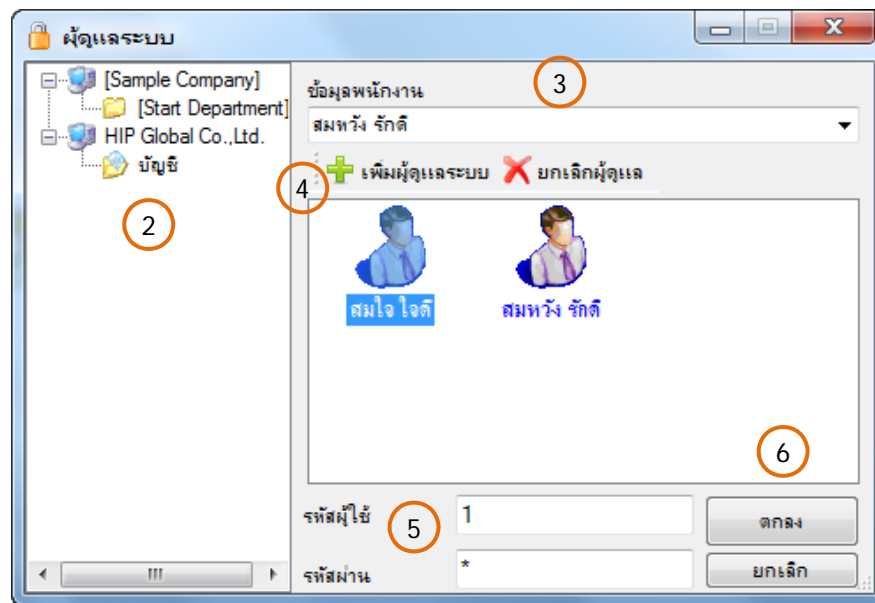 ผู้ดูแลระบบ
[Sample Company]
[Start Department]
HIP Global Co.,Ltd.
บัญชี
2
ข้อมูลพนักงาน
3
สมหวัง รักดี
4
เพิ่มผู้ดูแลระบบ ยกเลิกผู้ดูแล
สมใจ ใจดี สมหวัง รักดี
6
รหัสผู้ใช้ 5 1 ตกลง
รหัสผ่าน * ยกเลิก